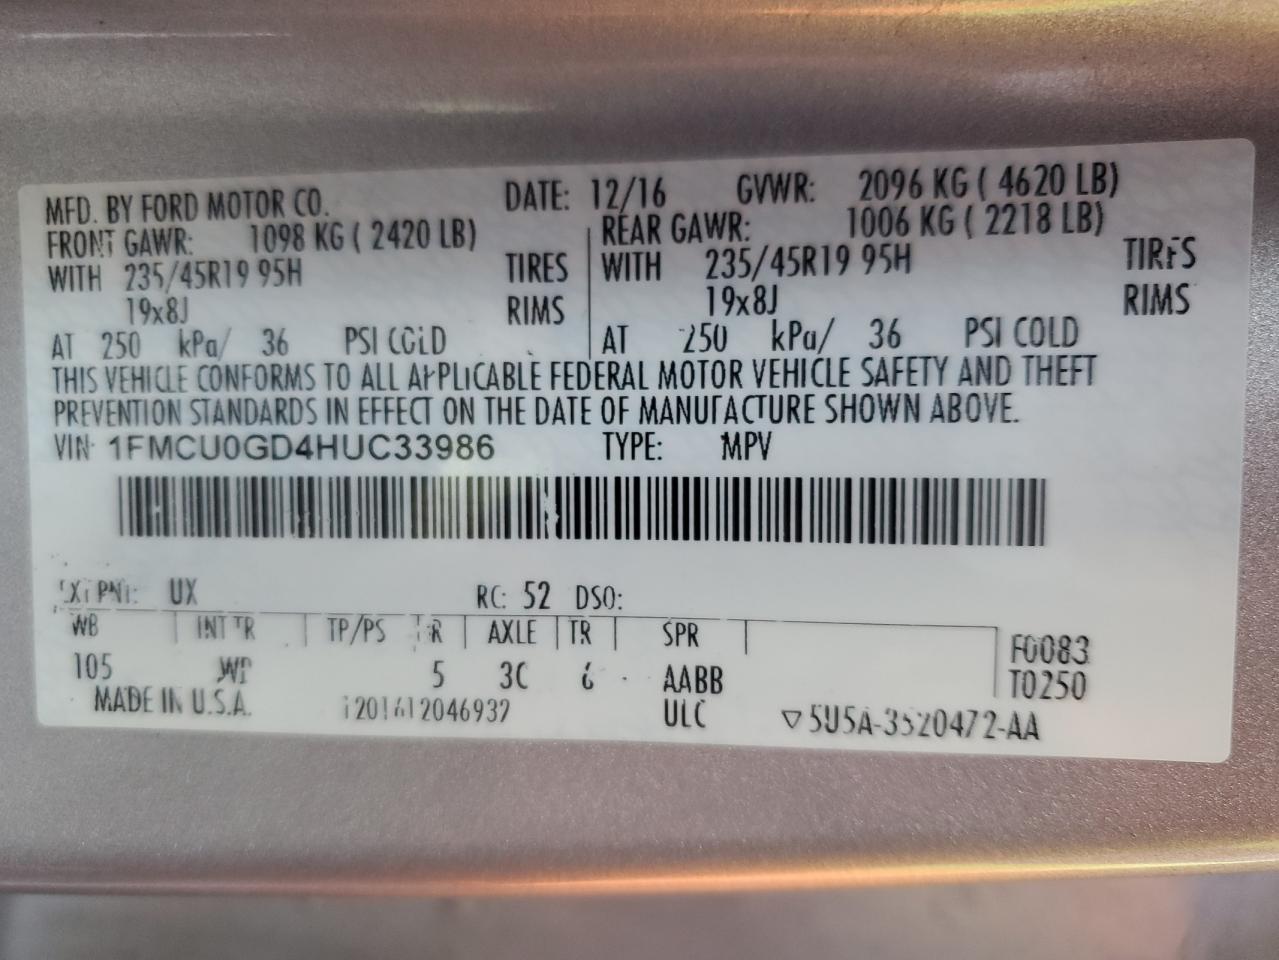 MFD. BY FORD MOTOR CO. DATE: 12/16 GVWR: 2096 KG ( 4620 LB)
FRONT GAWR: 1098 KG ( 2420 LB) REAR GAWR: 1006 KG ( 2218 LB)
WITH 235/45R19 95H TIRES WITH 235/45R19 95H TIRES
19x8J RIMS 19x8J RIMS
AT 250 kPa/ 36 PSI COLD AT 250 kPa/ 36 PSI COLD
THIS VEHICLE CONFORMS TO ALL APPLICABLE FEDERAL MOTOR VEHICLE SAFETY AND THEFT
PREVENTION STANDARDS IN EFFECT ON THE DATE OF MANUFACTURE SHOWN ABOVE.
VIN: 1FMCU0GD4HUC33986 TYPE: MPV
EXT PNT: UX RC: 52 DSO:
WB INT TR TP/PS R AXLE TR SPR F0083
105 5 3C 6 AABB T0250
MADE IN U.S.A. 201612046937 ULC ▽5U5A-3520472-AA